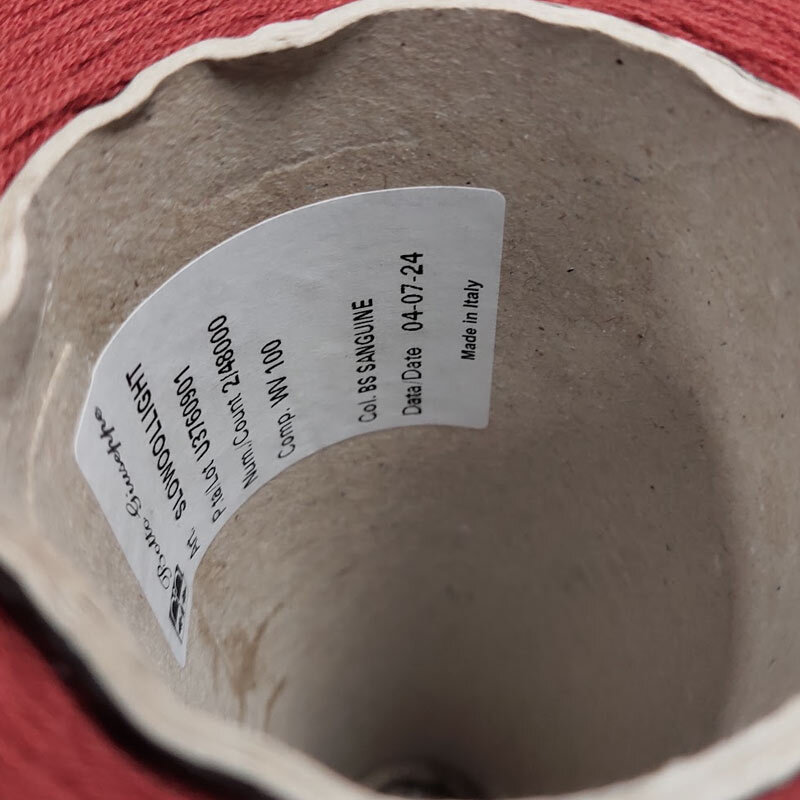 Botto Giuseppe
Art. SLOWOOLLIGHT
Pta/Lot U3760901
Num./Count 2/48000
Comp. WV 100
Col. BS SANGUINE
Data/Date 04-07-24
Made in Italy